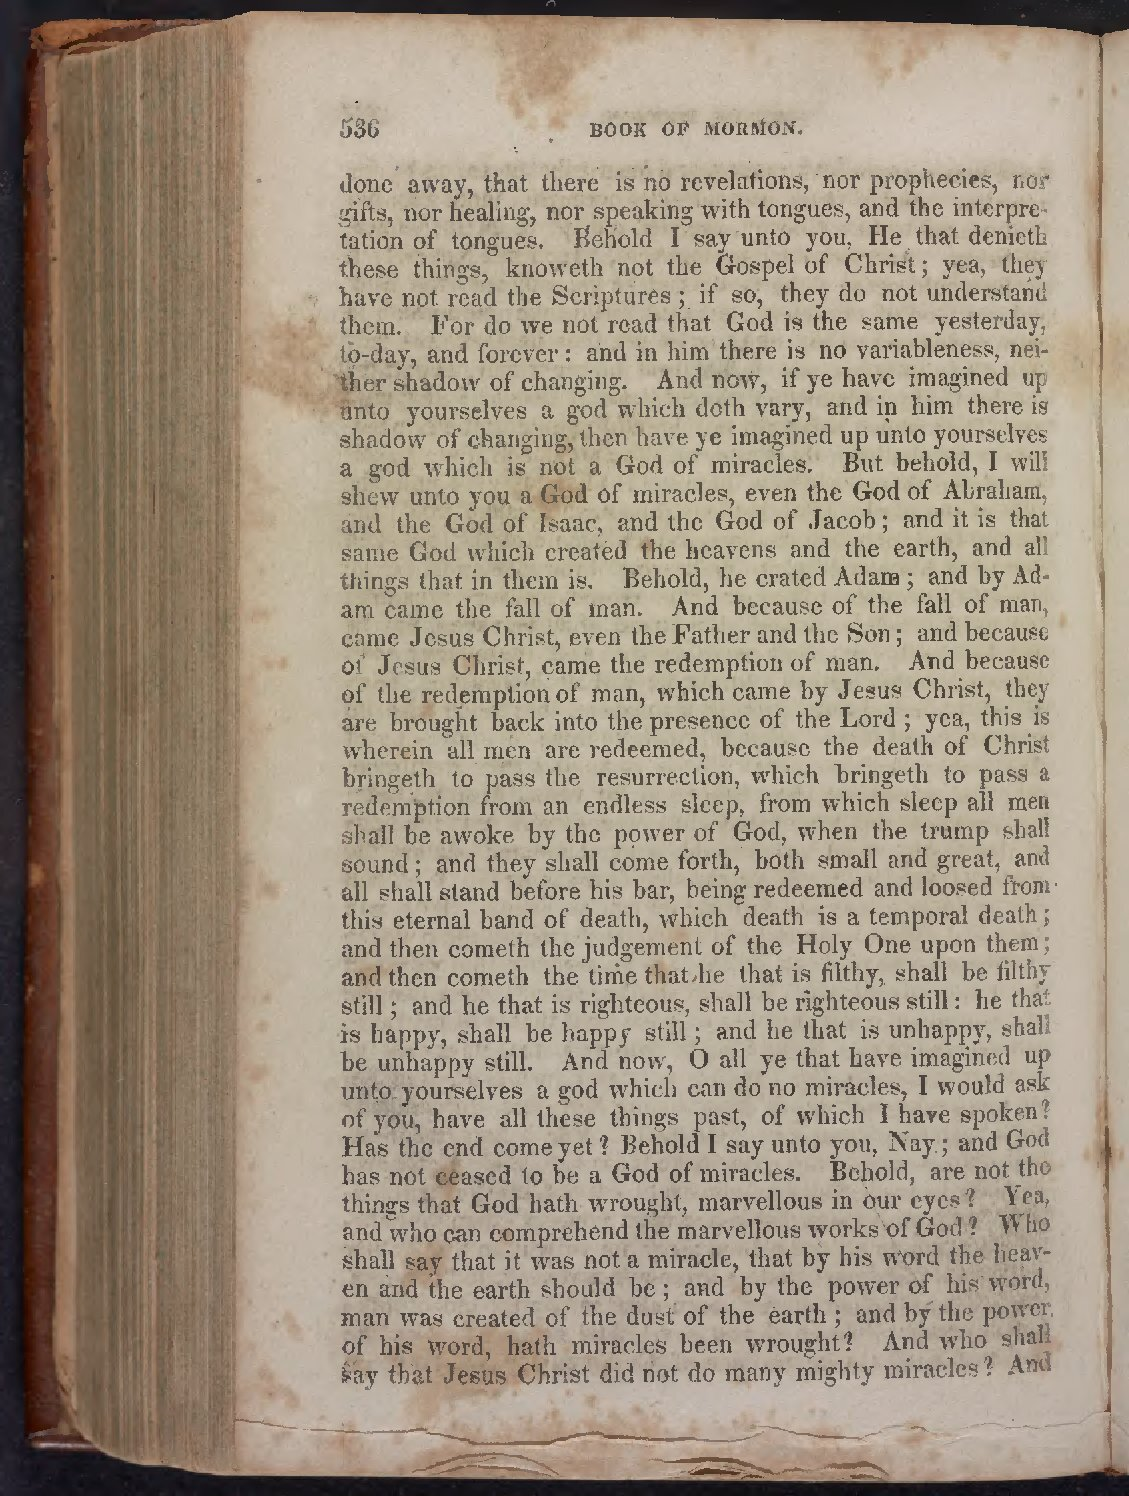 536 BOOK OF MORMON.
done away, that there is no revelations, nor prophecies, nor
gifts, nor healing, nor speaking with tongues, and the interpre-
tation of tongues. Behold I say unto you, He that denieth
these things, knoweth not the Gospel of Christ; yea, they
have not read the Scriptures; if so, they do not understand
them. For do we not read that God is the same yesterday,
to-day, and forever: and in him there is no variableness, nei-
ther shadow of changing. And now, if ye have imagined up
unto yourselves a god which doth vary, and in him there is
shadow of changing, then have ye imagined up unto yourselves
a god which is not a God of miracles. But behold, I will
shew unto you a God of miracles, even the God of Abraham,
and the God of Isaac, and the God of Jacob; and it is that
same God which created the heavens and the earth, and all
things that in them is. Behold, he crated Adam; and by Ad-
am came the fall of man. And because of the fall of man,
came Jesus Christ, even the Father and the Son; and because
of Jesus Christ, came the redemption of man. And because
of the redemption of man, which came by Jesus Christ, they
are brought back into the presence of the Lord; yea, this is
wherein all men are redeemed, because the death of Christ
bringeth to pass the resurrection, which bringeth to pass a
redemption from an endless sleep, from which sleep all men
shall be awoke by the power of God, when the trump shall
sound; and they shall come forth, both small and great, and
all shall stand before his bar, being redeemed and loosed from
this eternal band of death, which death is a temporal death;
and then cometh the judgement of the Holy One upon them;
and then cometh the time that he that is filthy, shall be filthy
still; and he that is righteous, shall be righteous still: he that
is happy, shall be happy still; and he that is unhappy, shall
be unhappy still. And now, O all ye that have imagined up
unto yourselves a god which can do no miracles, I would ask
of you, have all these things past, of which I have spoken?
Has the end come yet? Behold I say unto you, Nay; and God
has not ceased to be a God of miracles. Behold, are not the
things that God hath wrought, marvellous in our eyes? Yea,
and who can comprehend the marvellous works of God? Who
shall say that it was not a miracle, that by his word the heav-
en and the earth should be; and by the power of his word,
man was created of the dust of the earth; and by the power
of his word, hath miracles been wrought? And who shall
say that Jesus Christ did not do many mighty miracles? And